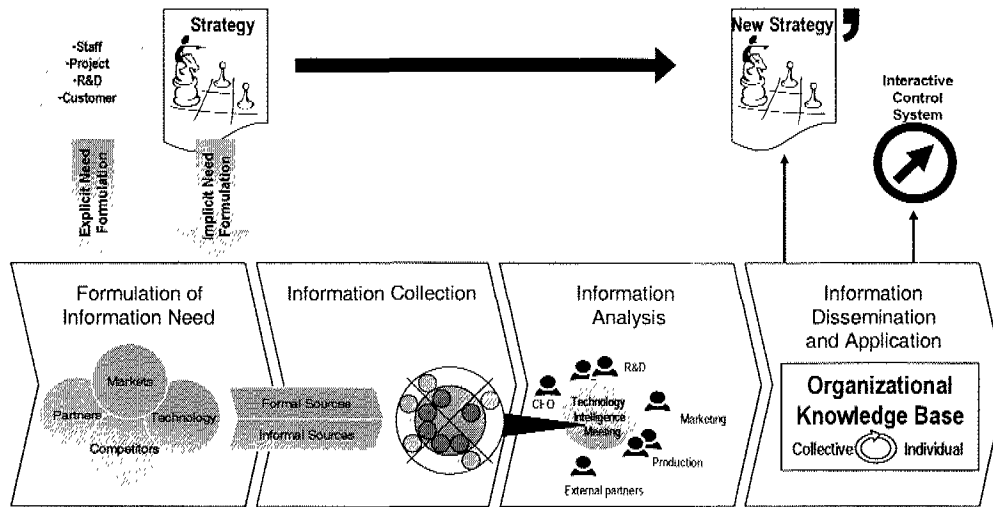 Strategy
New Strategy
-Staff
-Project
-R&D
-Customer
Interactive
Control
System
Explicit Need
Formulation
Implicit Need
Formulation
Formulation of
Information Need
Information Collection
Information
Analysis
Information
Dissemination
and Application
Markets
Partners
Technology
Competitors
Formal Sources
Informal Sources
R&D
CEO
Technology
Intelligence
Meeting
Marketing
Production
External partners
Organizational
Knowledge Base
Collective
Individual